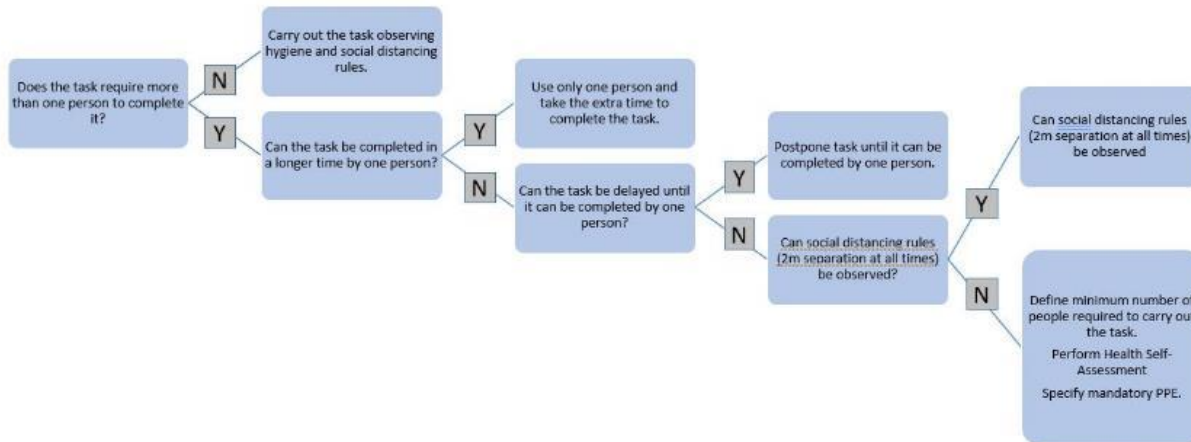 Does the task require more
than one person to complete
it?
N
Y
Carry out the task observing
hygiene and social distancing
rules.
Can the task be completed in
a longer time by one person?
Y
N
Use only one person and
take the extra time to
complete the task.
Can the task be delayed until
it can be completed by one
person?
Y
N
Postpone task until it can be
completed by one person.
Can social distancing rules
(2m separation at all times)
be observed?
Y
N
Can social distancing rules
(2m separation at all times)
be observed
Define minimum number of
people required to carry out
the task.
Perform Health Self-
Assessment
Specify mandatory PPE.